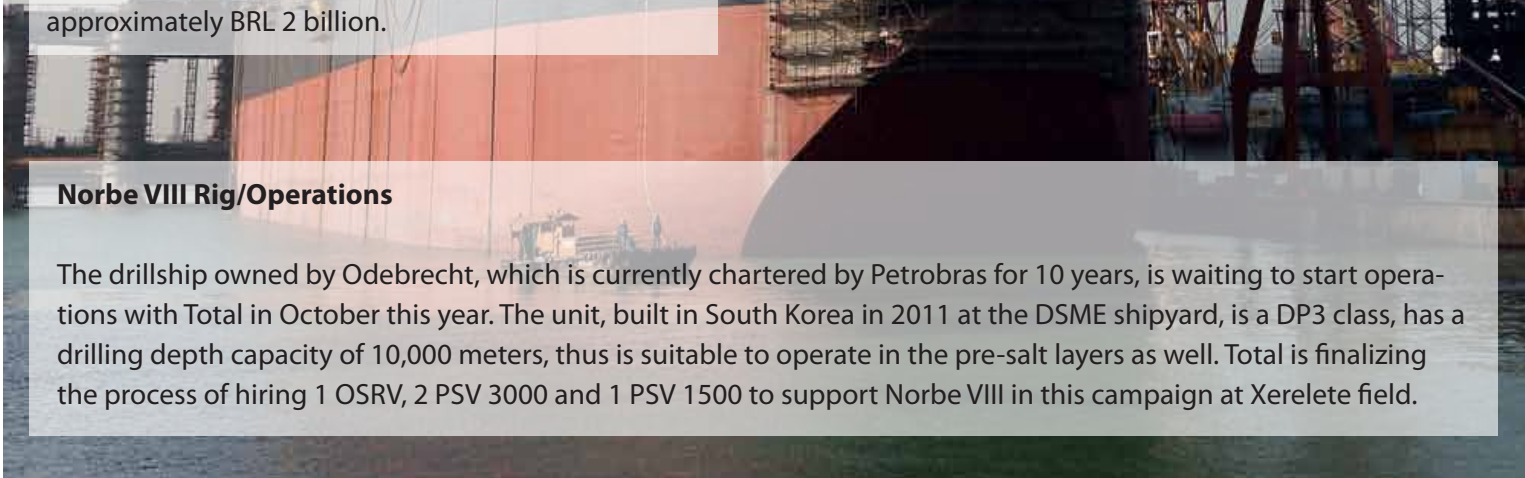 approximately BRL 2 billion.
Norbe VIII Rig/Operations
The drillship owned by Odebrecht, which is currently chartered by Petrobras for 10 years, is waiting to start opera-
tions with Total in October this year. The unit, built in South Korea in 2011 at the DSME shipyard, is a DP3 class, has a
drilling depth capacity of 10,000 meters, thus is suitable to operate in the pre-salt layers as well. Total is finalizing
the process of hiring 1 OSRV, 2 PSV 3000 and 1 PSV 1500 to support Norbe VIII in this campaign at Xerelete field.